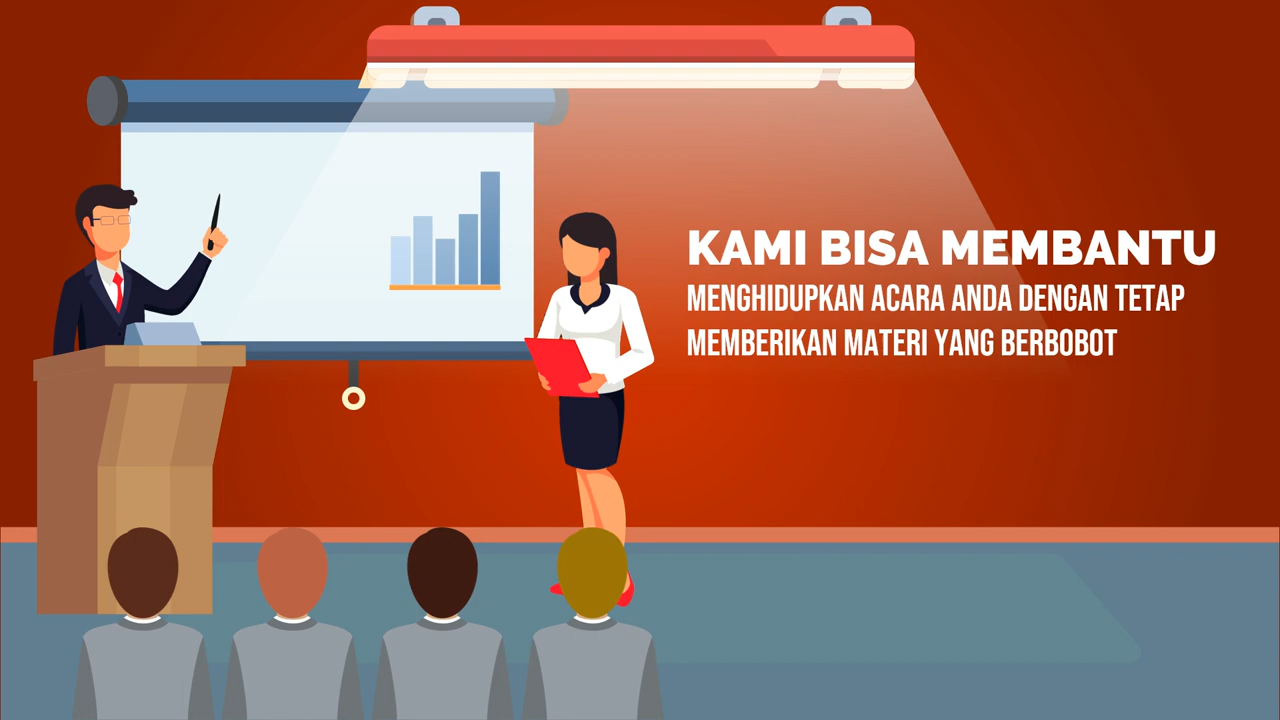 KAMI BISA MEMBANTU
MENGHIDUPKAN ACARA ANDA DENGAN TETAP
MEMBERIKAN MATERI YANG BERBOBOT